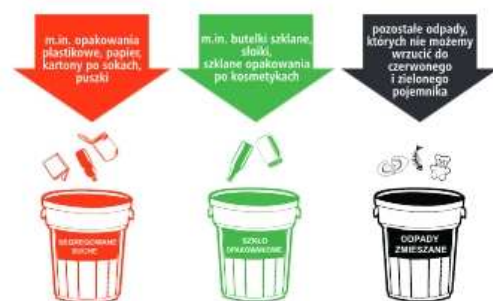 m.in. opakowania
plastikowe, papier,
kartony po sokach,
puszki
m.in. butelki szklane,
słoiki,
szklane opakowania
po kosmetykach
pozostałe odpady,
których nie możemy
wrzucić do
czerwonego
i zielonego
pojemnika
SEGREGOWANE
SUCHE
SZKŁO
OPAKOWANIOWE
ODPADY
ZMIESZANE